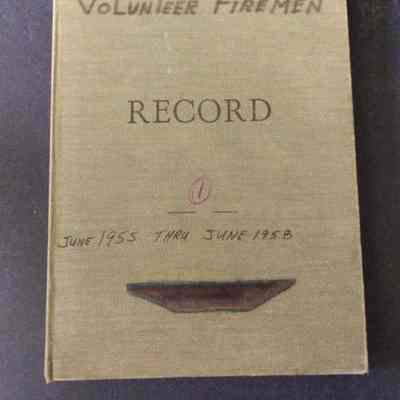 VOLUNTEER FIREMEN
RECORD
1
JUNE 1955 THRU JUNE 1958